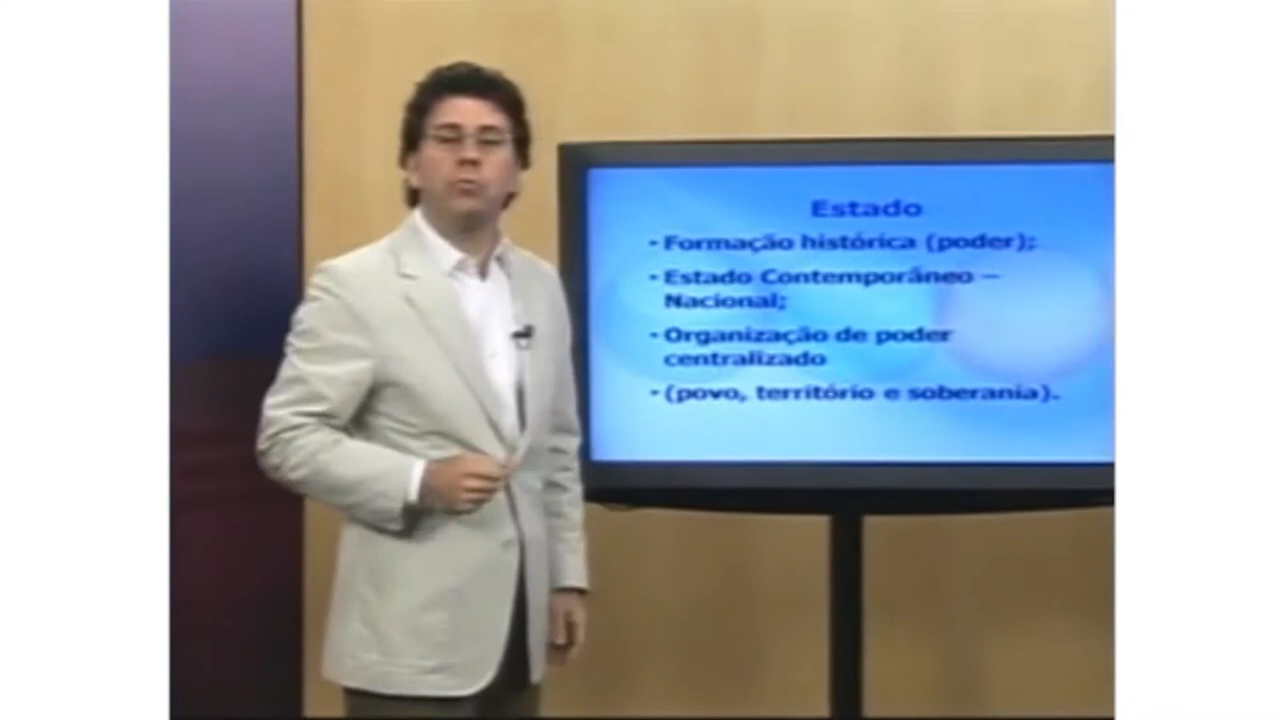 Estado
- Formação histórica (poder);
- Estado Contemporâneo –
Nacional;
- Organização de poder
centralizado
- (povo, território e soberania).